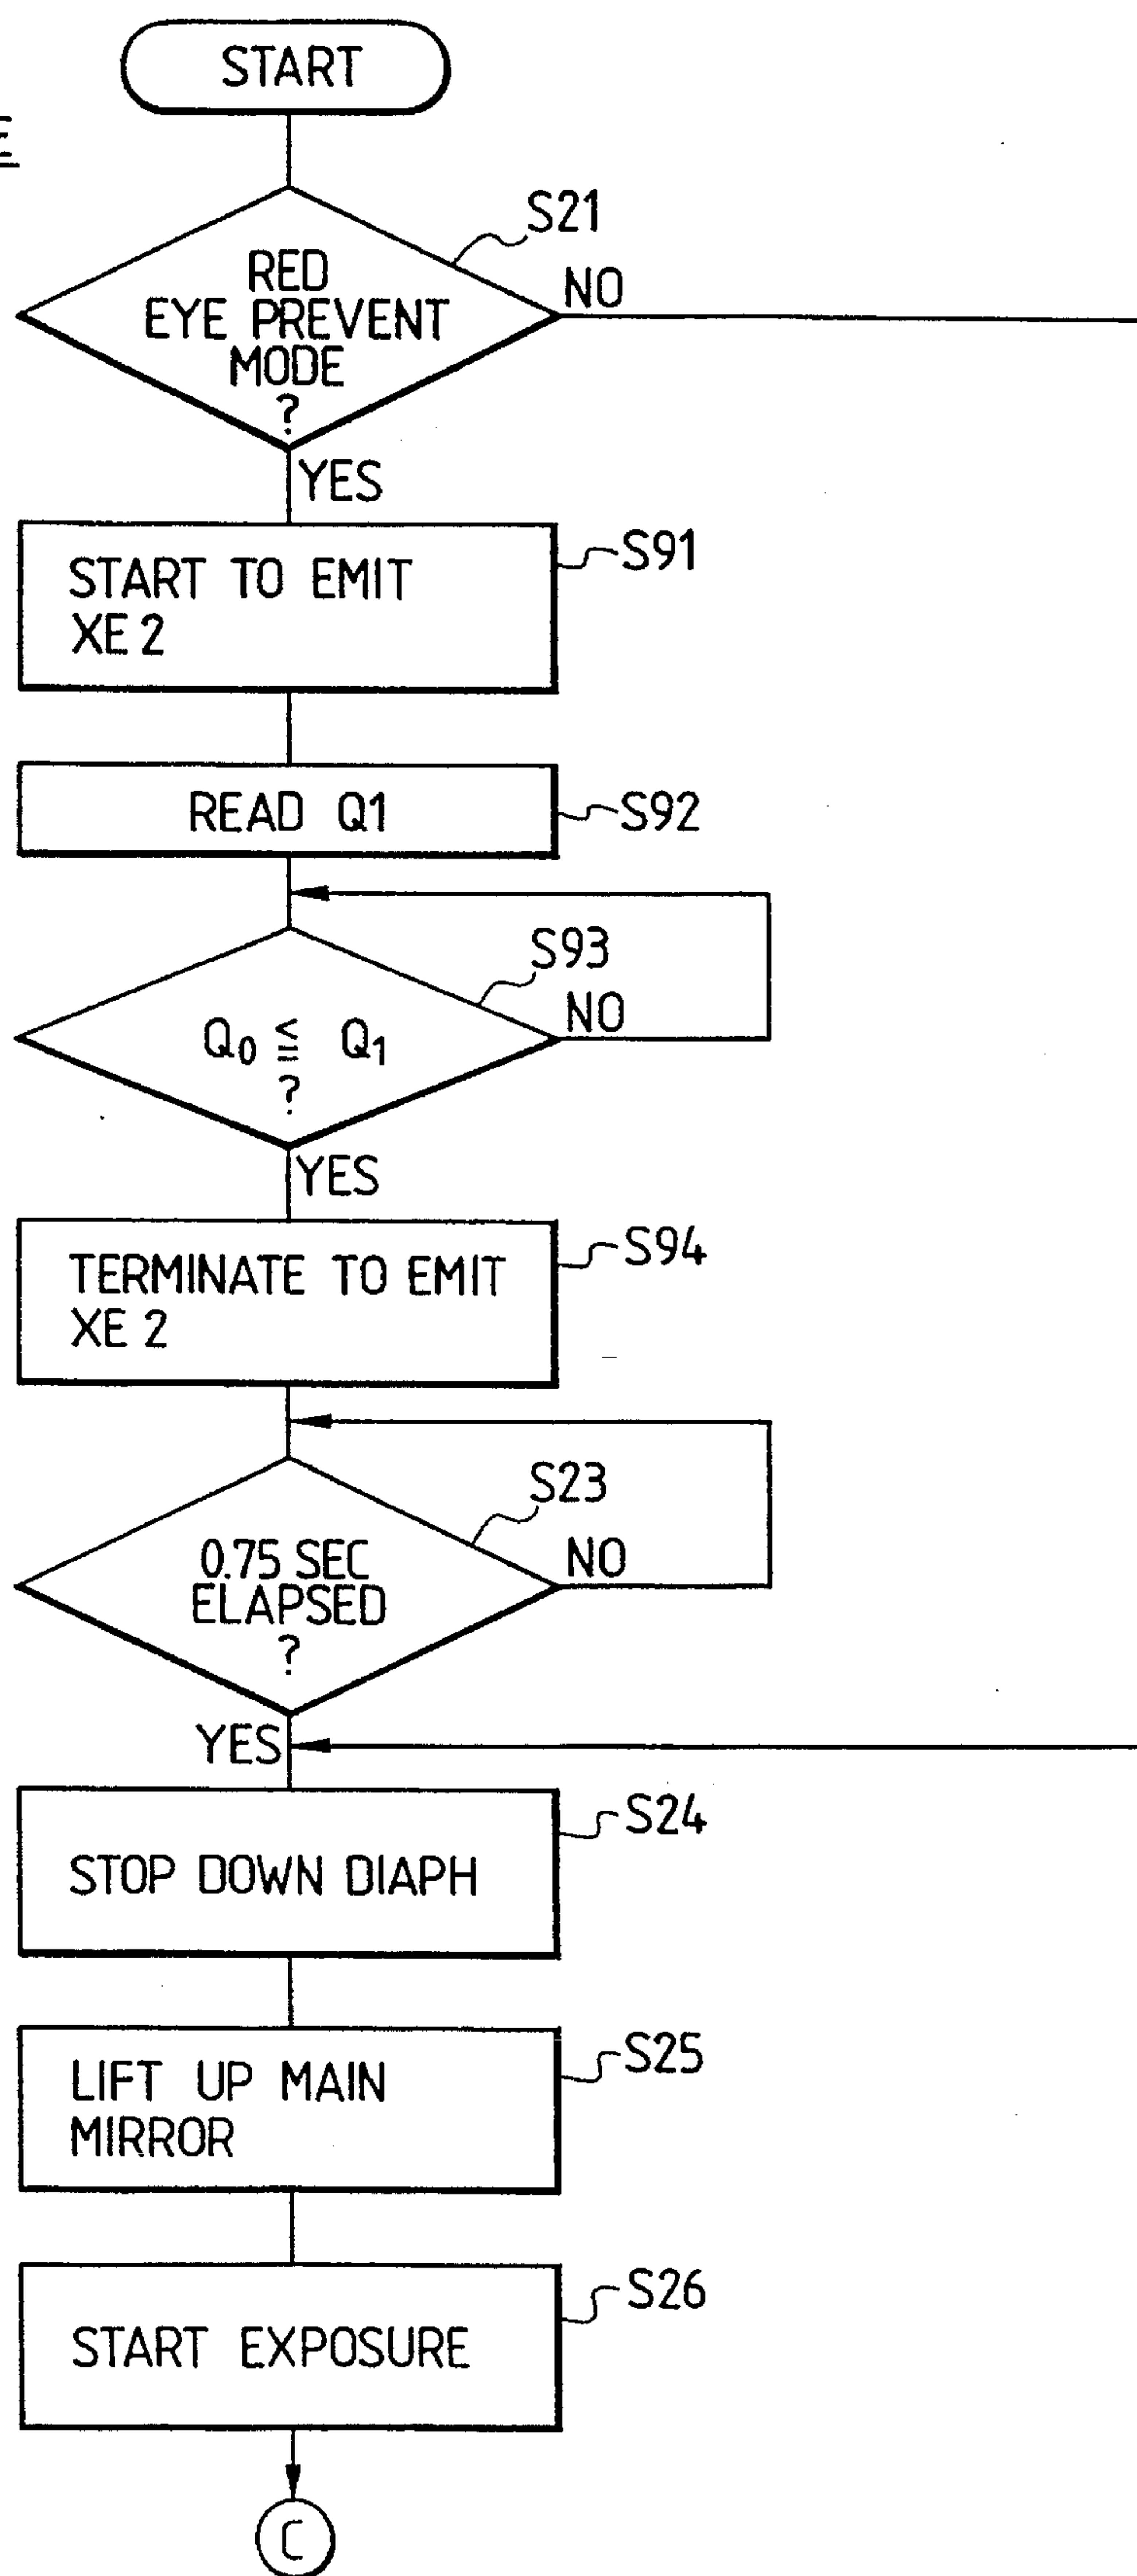 START
E
S21
RED
EYE PREVENT
MODE
?
NO
YES
START TO EMIT
XE 2
S91
READ Q1
S92
S93
Q0 ≦ Q1
?
NO
YES
TERMINATE TO EMIT
XE 2
S94
S23
0.75 SEC
ELAPSED
?
NO
YES
S24
STOP DOWN DIAPH
S25
LIFT UP MAIN
MIRROR
S26
START EXPOSURE
C